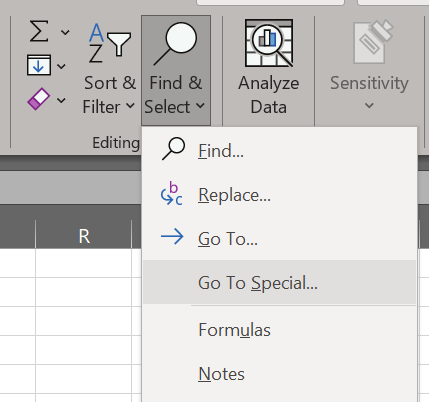 Sort & Find & Analyze Sensitivity
Filter Select Data
Editing
Find...
Replace...
Go To...
R
Go To Special...
Formulas
Notes